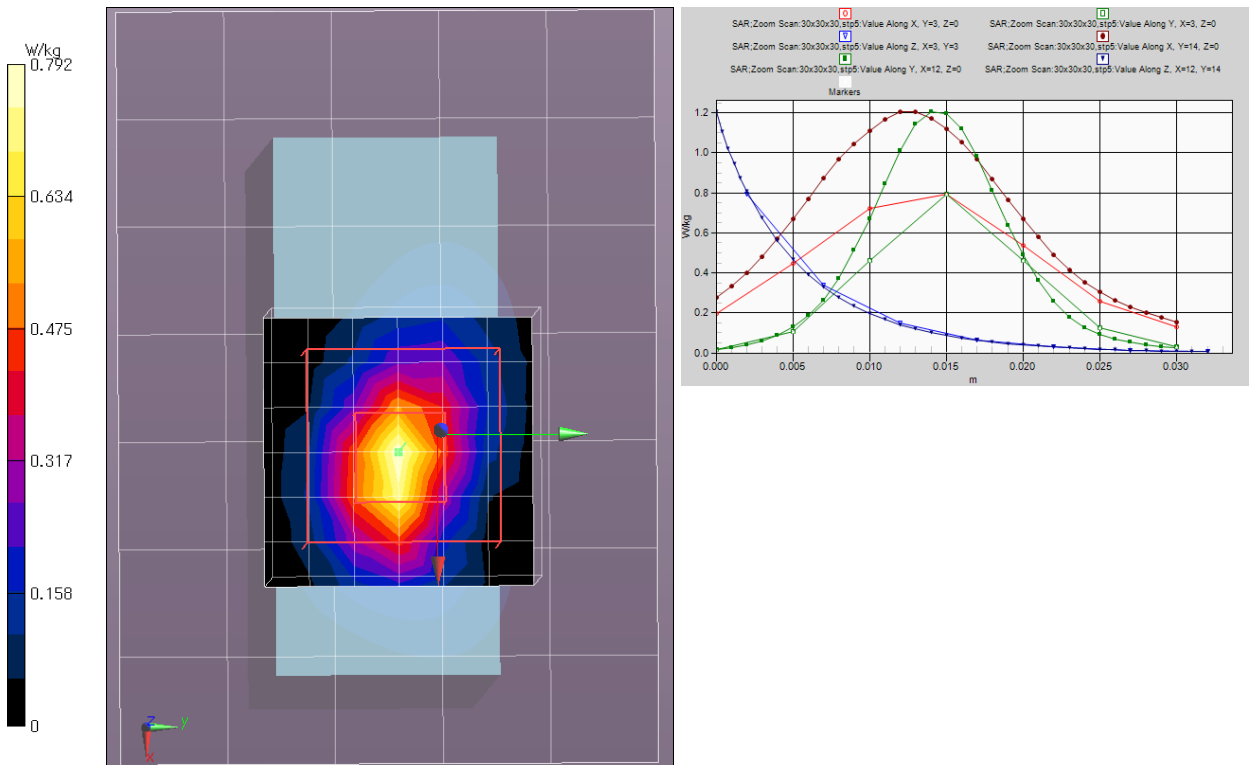 W/kg
0.792
0.634
0.475
0.317
0.158
0
z
y
x
SAR;Zoom Scan:30x30x30,stp5:Value Along X, Y=3, Z=0
SAR;Zoom Scan:30x30x30,stp5:Value Along Y, X=3, Z=0
SAR;Zoom Scan:30x30x30,stp5:Value Along Z, X=3, Y=3
SAR;Zoom Scan:30x30x30,stp5:Value Along X, Y=14, Z=0
SAR;Zoom Scan:30x30x30,stp5:Value Along Y, X=12, Z=0
SAR;Zoom Scan:30x30x30,stp5:Value Along Z, X=12, Y=14
Markers
W/kg
1.2
1.0
0.8
0.6
0.4
0.2
0.0
0.000
0.005
0.010
0.015
0.020
0.025
0.030
m